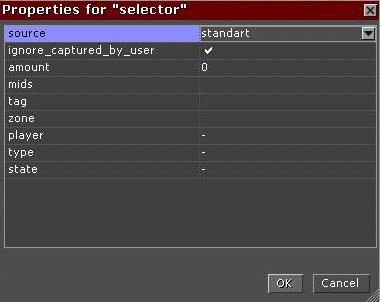 Properties for "selector"
source standart
ignore_captured_by_user
amount 0
mids
tag
zone
player -
type -
state -
OK Cancel